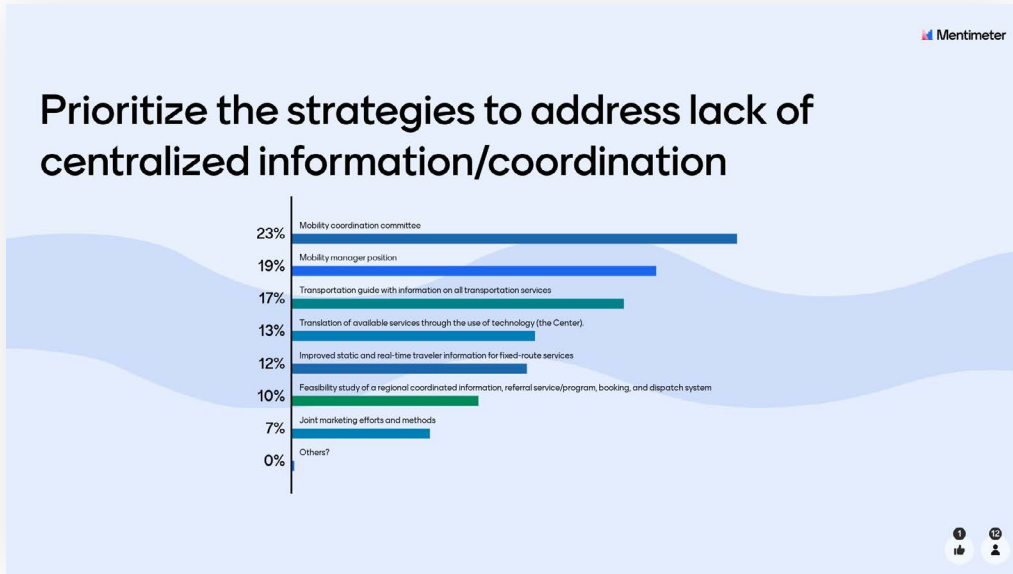 Mentimeter
Prioritize the strategies to address lack of
centralized information/coordination
23%
Mobility coordination committee
19%
Mobility manager position
17%
Transportation guide with information on all transportation services
13%
Translation of available services through the use of technology (the Center).
12%
Improved static and real-time traveler information for fixed-route services
10%
Feasibility study of a regional coordinated information, referral service/program, booking, and dispatch system
7%
Joint marketing efforts and methods
0%
Others?
1
12